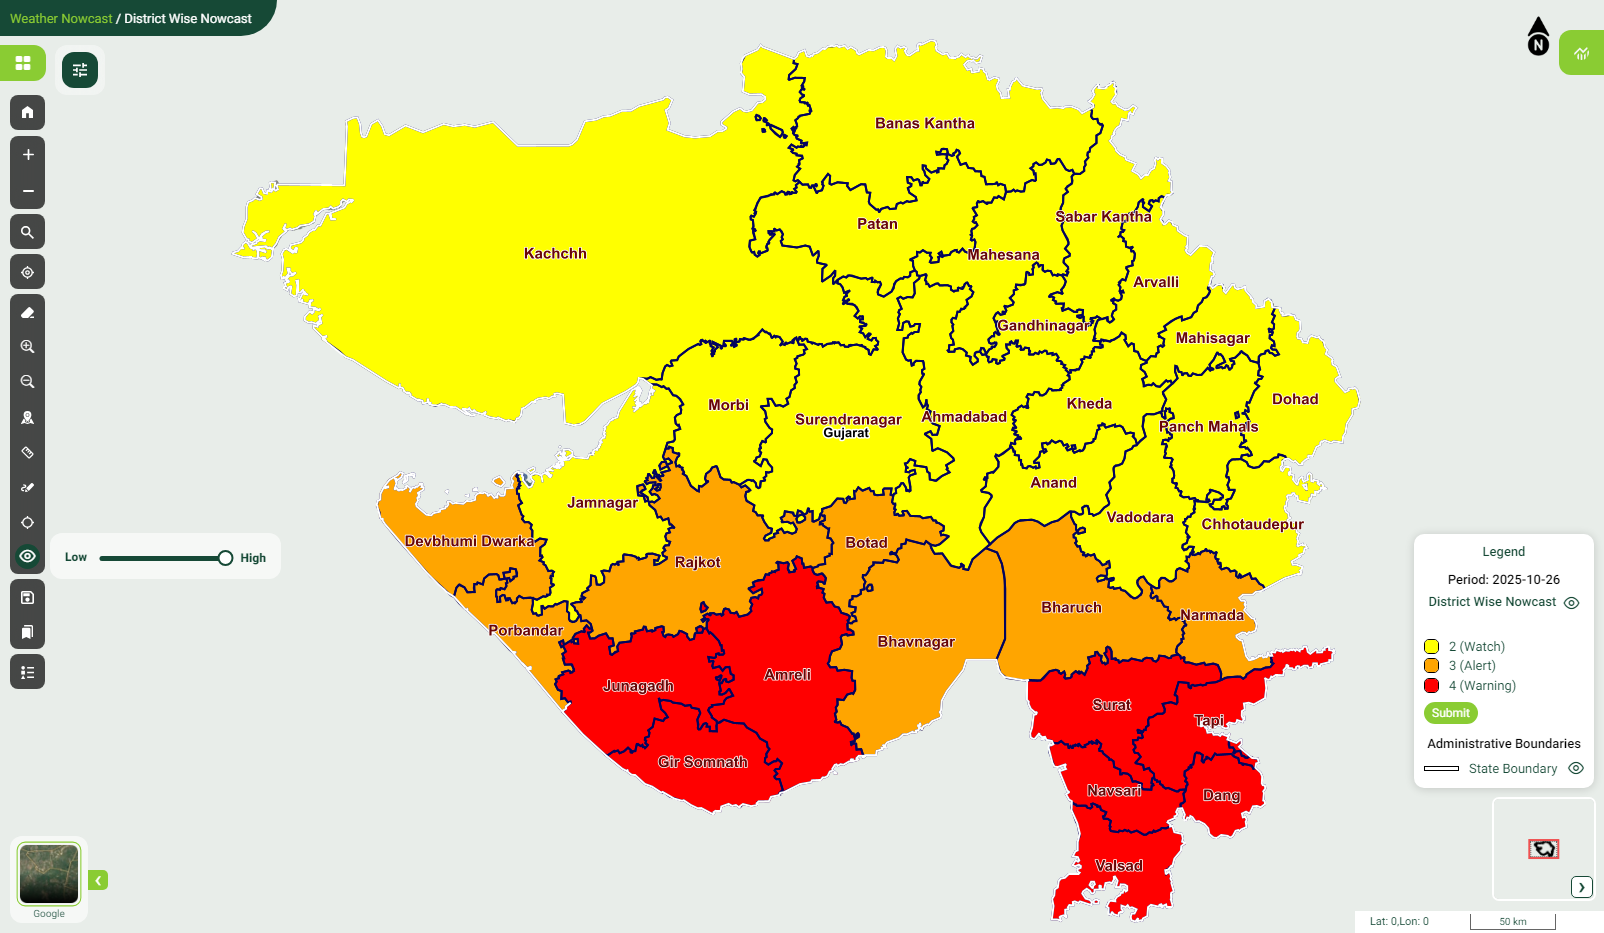 Weather Nowcast / District Wise Nowcast
N
Banas Kantha
Patan
Sabar Kantha
Kachchh
Mahesana
Arvalli
Gandhinagar
Mahisagar
Morbi
Surendranagar
Gujarat
Ahmadabad
Kheda
Dohad
Panch Mahals
Jamnagar
Anand
Vadodara
Chhotaudepur
Devbhumi Dwarka
Rajkot
Botad
Low
High
Porbandar
Bhavnagar
Bharuch
Narmada
Junagadh
Amreli
Surat
Tapi
Gir Somnath
Navsari
Dang
Valsad
Legend
Period: 2025-10-26
District Wise Nowcast
2 (Watch)
3 (Alert)
4 (Warning)
Submit
Administrative Boundaries
State Boundary
Google
Lat: 0,Lon: 0
50 km